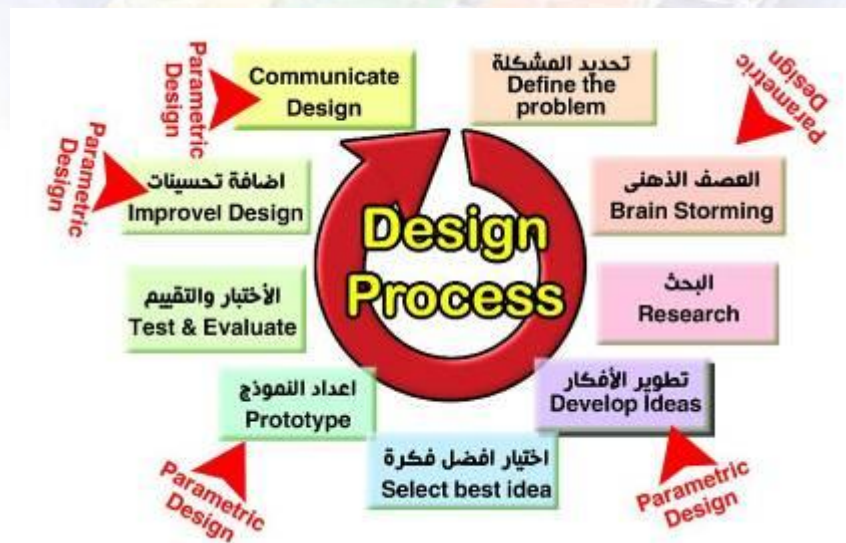 Design
Process
تحديد المشكلة
Define the
problem
العصف الذهنى
Brain Storming
البحث
Research
تطوير الأفكار
Develop Ideas
اختيار افضل فكرة
Select best idea
اعداد النموذج
Prototype
الأختبار والتقييم
Test & Evaluate
اضافة تحسينات
Improvel Design
Communicate
Design
Parametric
Design
Parametric
Design
Parametric
Design
Parametric
Design
Parametric
Design